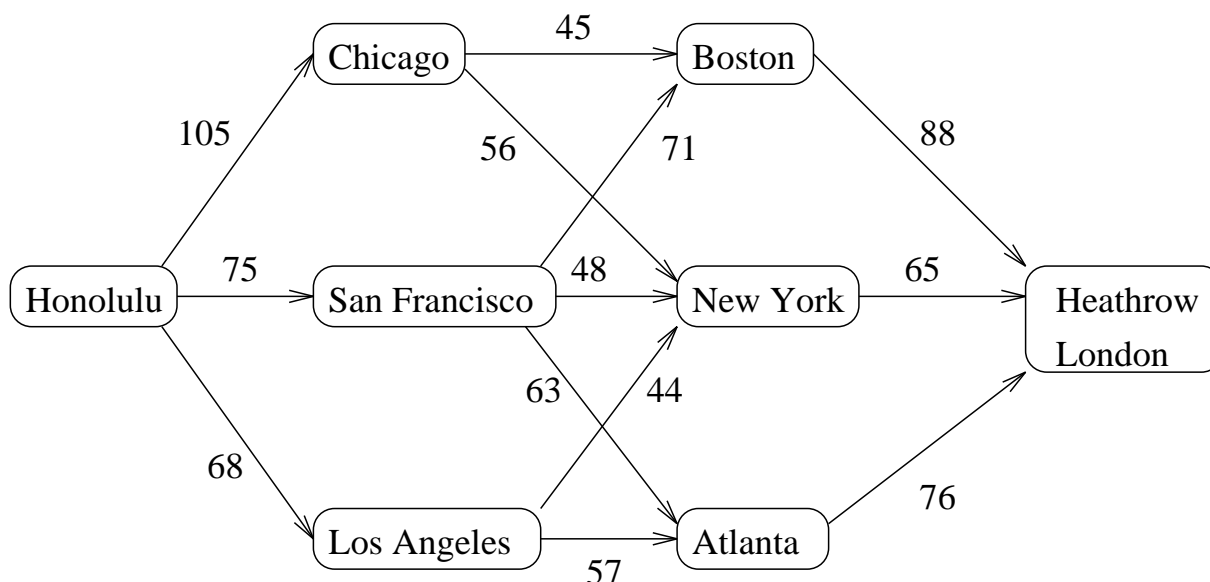 45
Chicago
Boston
105
56
71
88
75
48
65
Honolulu
San Francisco
New York
Heathrow
London
63
44
68
76
Los Angeles
Atlanta
57